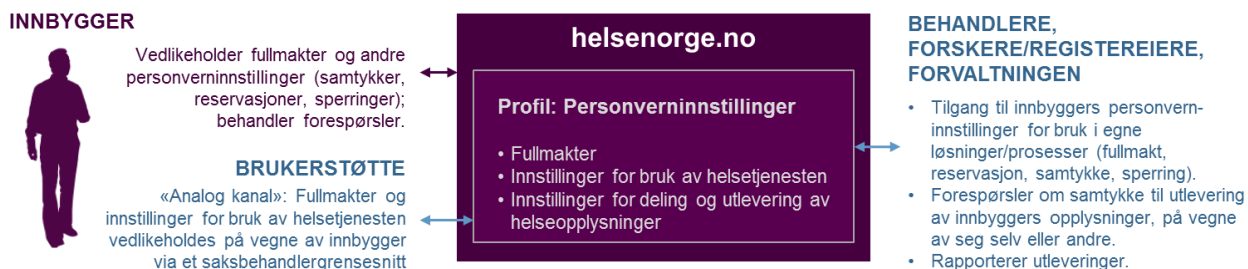 INNBYGGER
Vedlikeholder fullmakter og andre
personverninnstillinger (samtykker,
reservasjoner, sperringer);
behandler forespørsler.
BRUKERSTØTTE
«Analog kanal»: Fullmakter og
innstillinger for bruk av helsetjenesten
vedlikeholdes på vegne av innbygger
via et saksbehandlergrensesnitt
helsenorge.no
Profil: Personverninnstillinger
• Fullmakter
• Innstillinger for bruk av helsetjenesten
• Innstillinger for deling og utlevering av
helseopplysninger
BEHANDLERE,
FORSKERE/REGISTEREIERE,
FORVALTNINGEN
• Tilgang til innbyggers personvern-
innstillinger for bruk i egne
løsninger/prosesser (fullmakt,
reservasjon, samtykke, sperring).
• Forespørsler om samtykke til utlevering
av innbyggers opplysninger, på vegne
av seg selv eller andre.
• Rapporterer utleveringer.